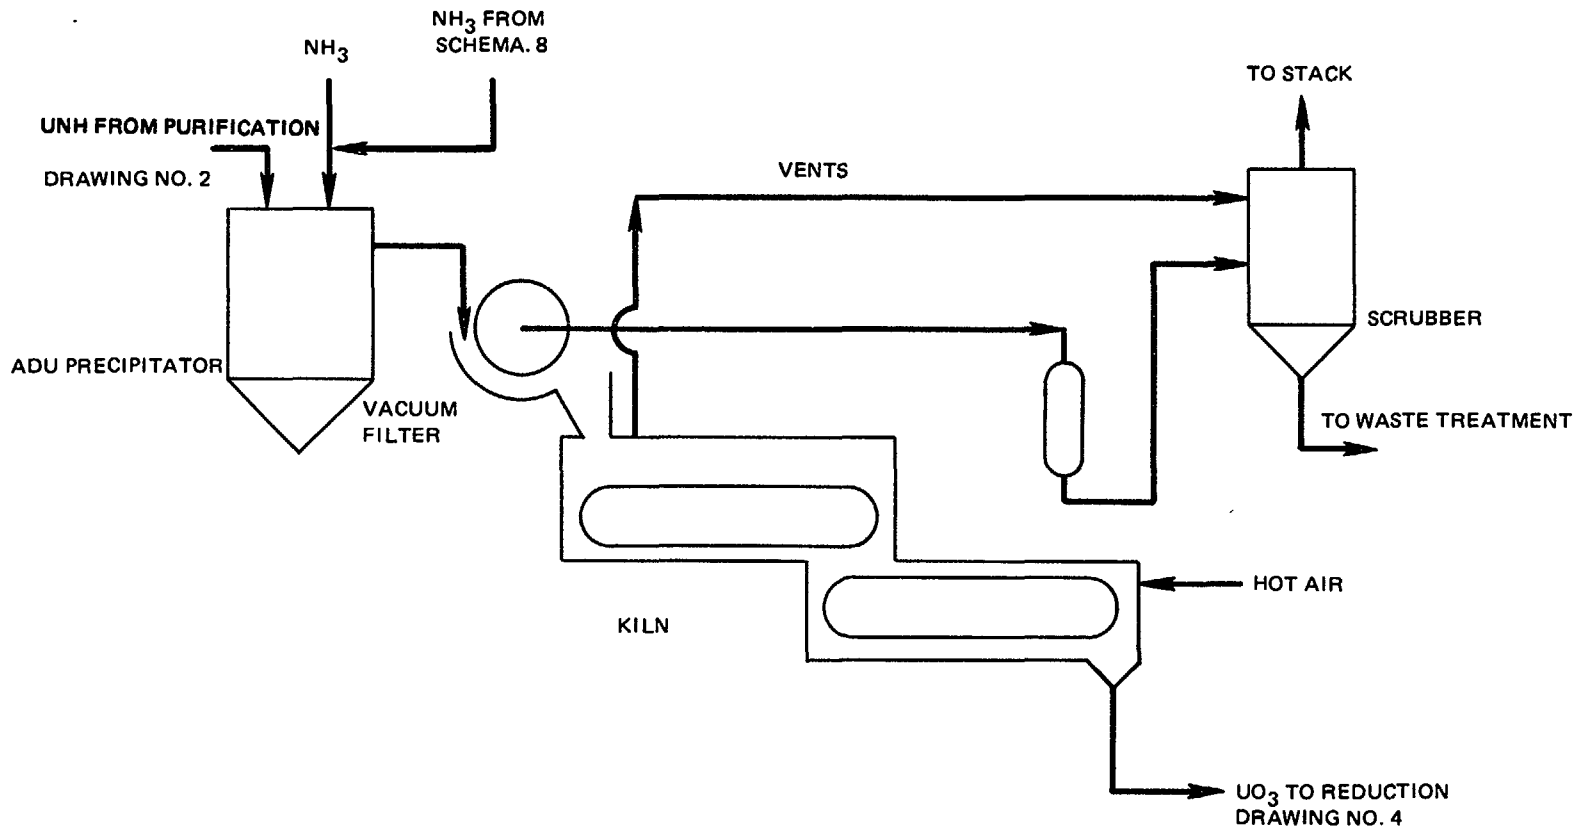 NH3
NH3 FROM
SCHEMA. 8
TO STACK
UNH FROM PURIFICATION
DRAWING NO. 2
VENTS
SCRUBBER
ADU PRECIPITATOR
VACUUM
FILTER
TO WASTE TREATMENT
HOT AIR
KILN
UO3 TO REDUCTION
DRAWING NO. 4